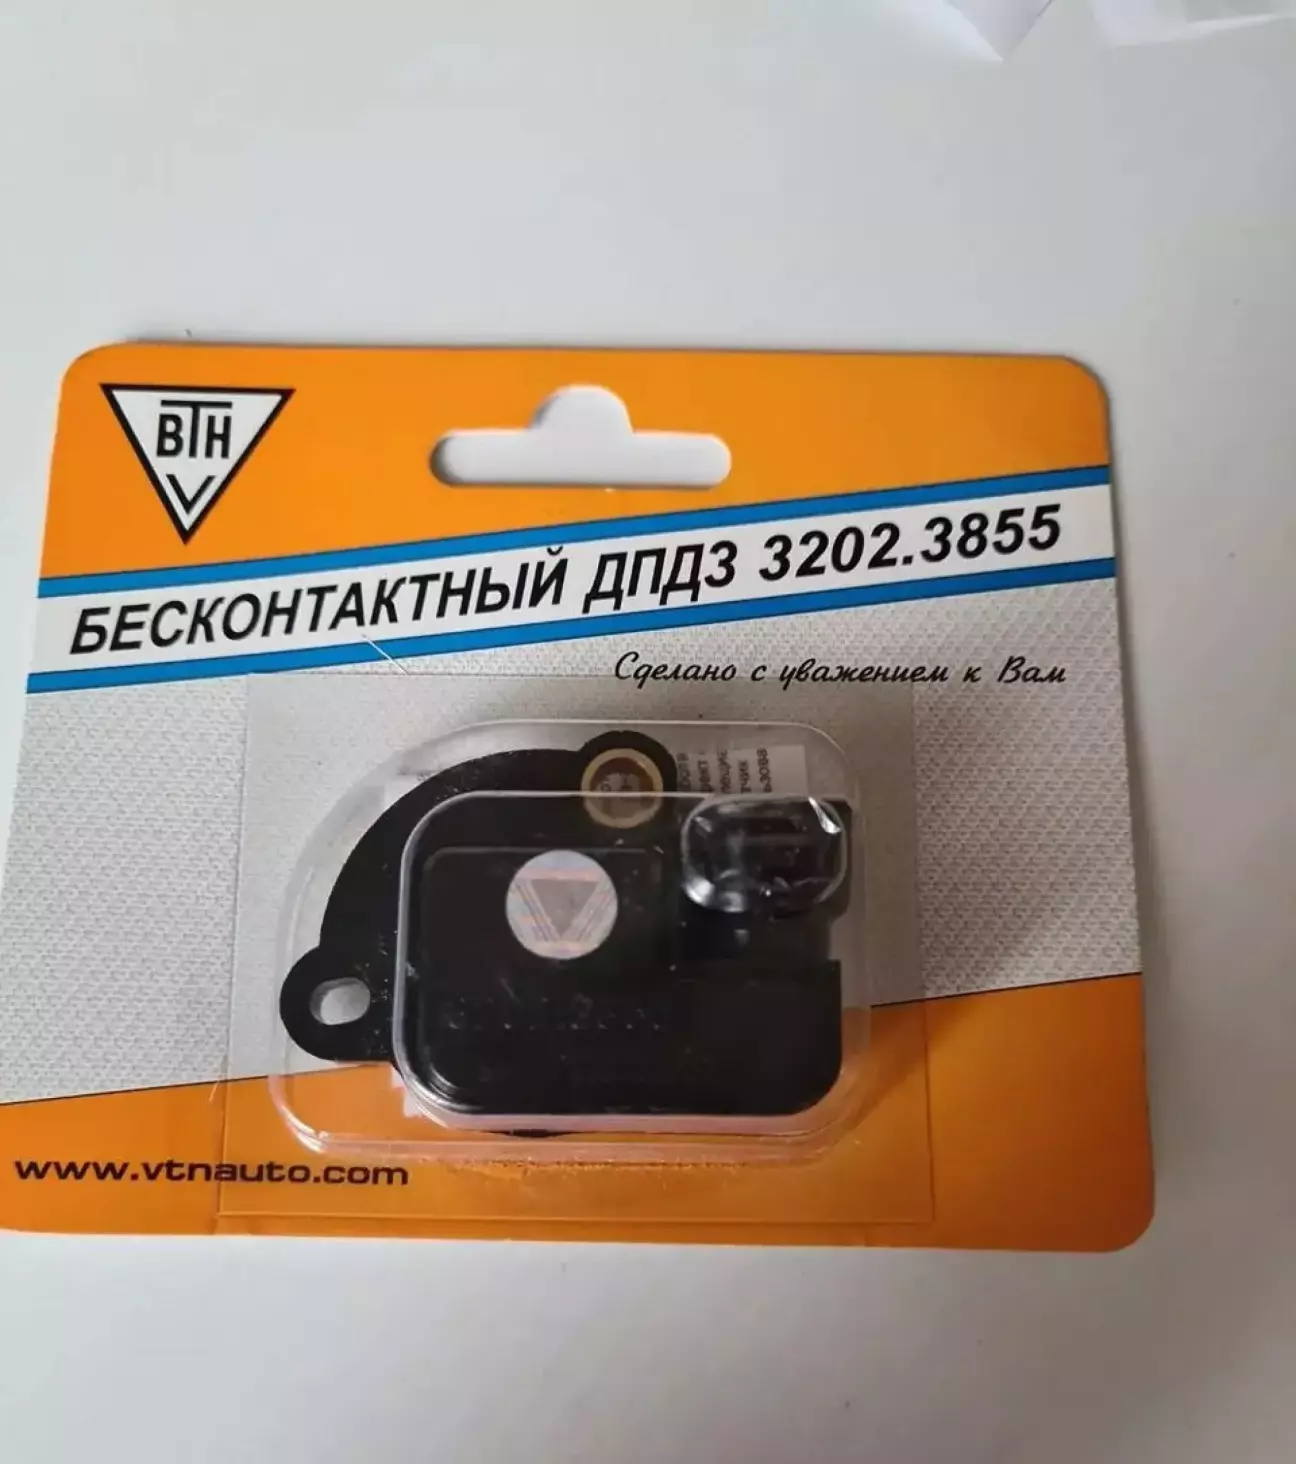 ВТН
БЕСКОНТАКТНЫЙ ДПДЗ 3202.3855
Сделано с уважением к Вам
www.vtnauto.com